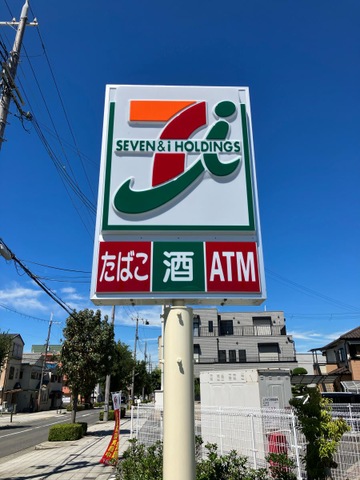 SEVEN & i HOLDINGS
たばこ
酒
ATM